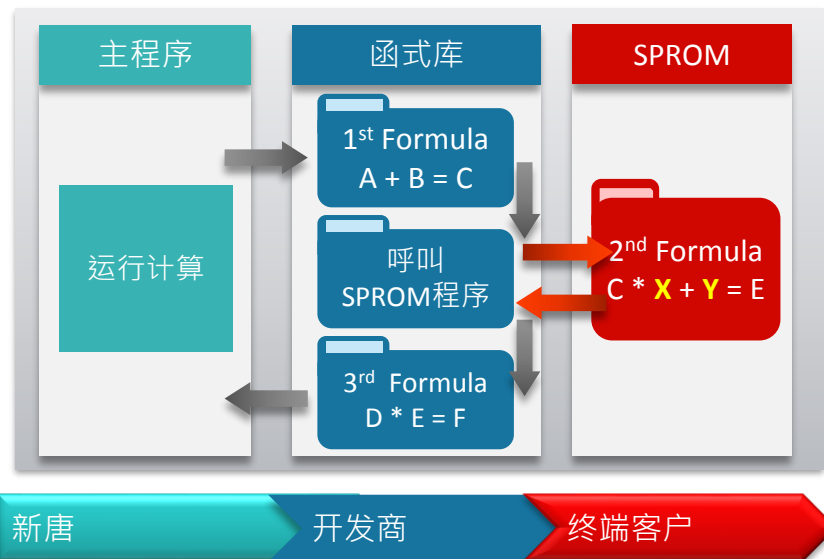 主程序
函式库
SPROM
运行计算
1st Formula
A + B = C
呼叫
SPROM程序
3rd Formula
D * E = F
2nd Formula
C * X + Y = E
新唐
开发商
终端客户